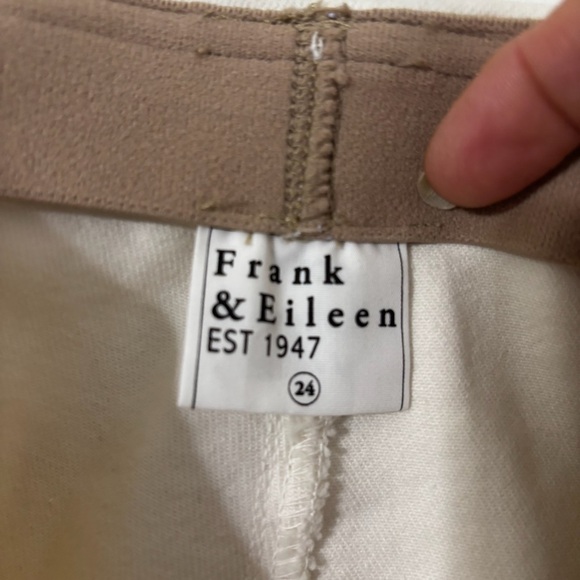 Frank
& Eileen
EST 1947
24